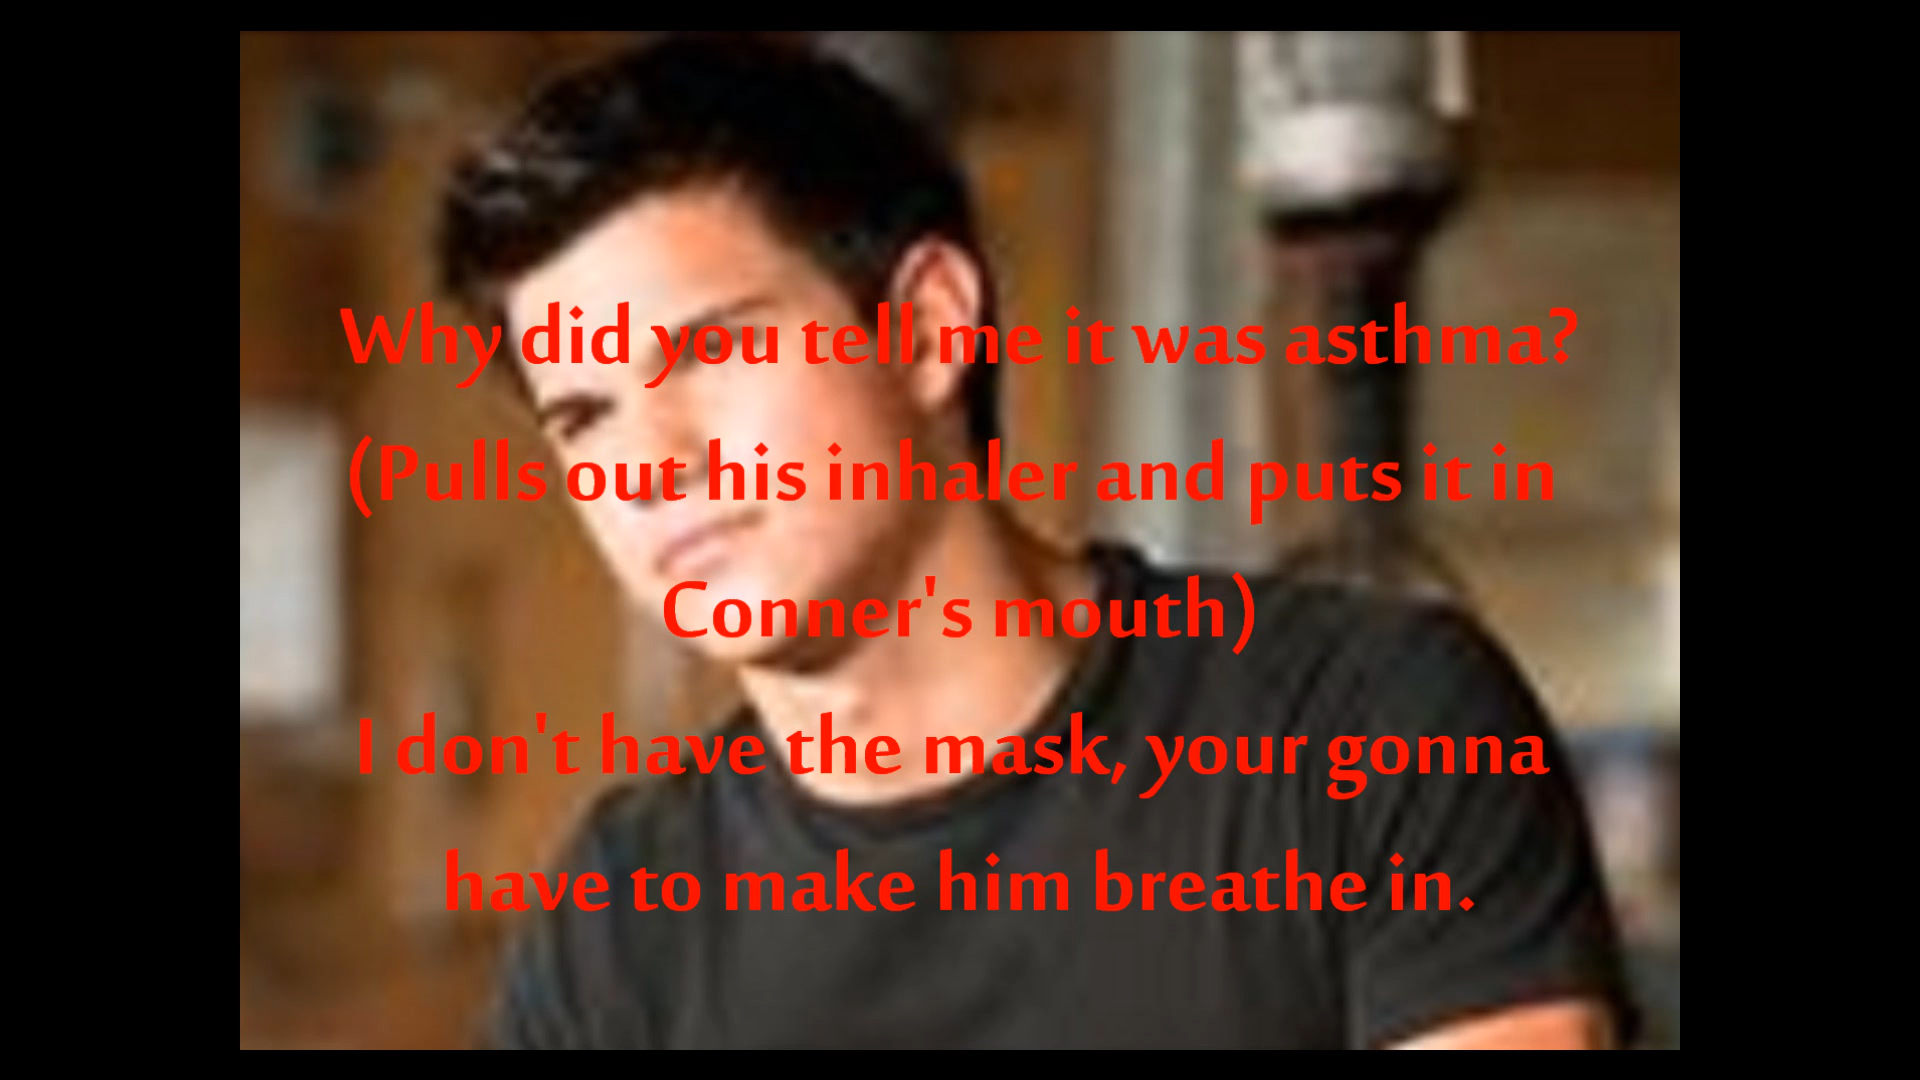 Why did you tell me it was asthma?
(Pulls out his inhaler and puts it in
Conner's mouth)
I don't have the mask, your gonna
have to make him breathe in.